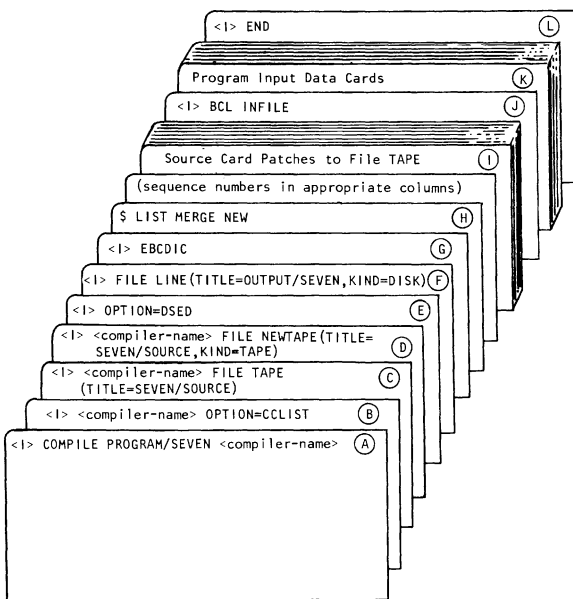 <I> END (L)
Program Input Data Cards (K)
<I> BCL INFILE (J)
Source Card Patches to File TAPE (I)
(sequence numbers in appropriate columns)
$ LIST MERGE NEW (H)
<I> EBCDIC (G)
<I> FILE LINE(TITLE=OUTPUT/SEVEN,KIND=DISK) (F)
<I> OPTION=DSED (E)
<I> <compiler-name> FILE NEWTAPE(TITLE=
SEVEN/SOURCE,KIND=TAPE) (D)
<I> <compiler-name> FILE TAPE
(TITLE=SEVEN/SOURCE) (C)
<I> <compiler-name> OPTION=CCLIST (B)
<I> COMPILE PROGRAM/SEVEN <compiler-name> (A)